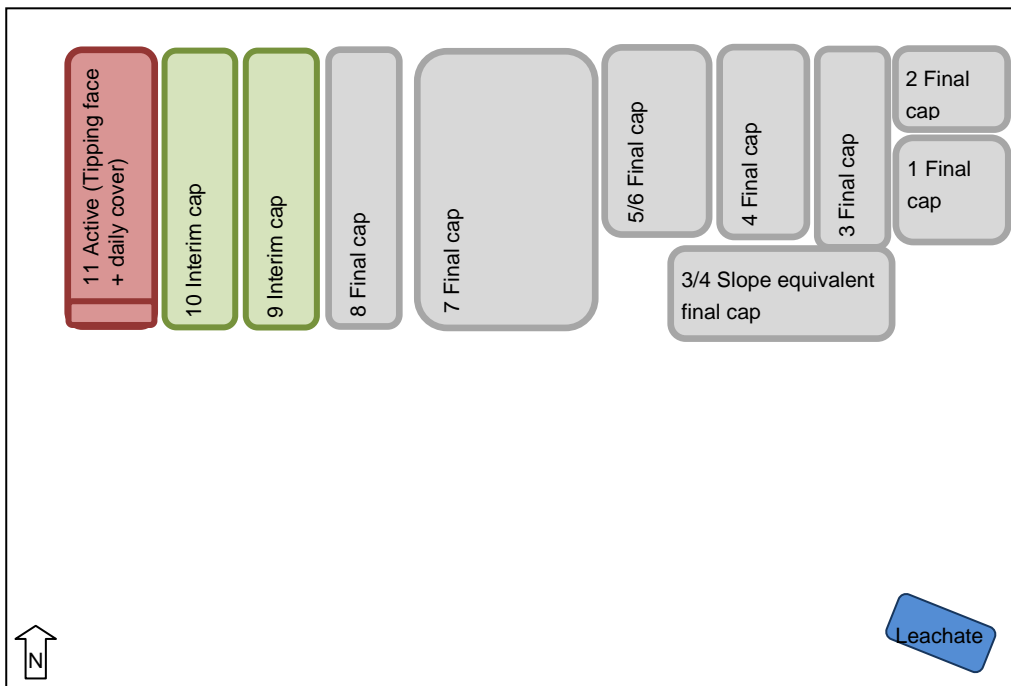 11 Active (Tipping face
+ daily cover)
10 Interim cap
9 Interim cap
8 Final cap
7 Final cap
5/6 Final cap
4 Final cap
3 Final cap
2 Final
cap
1 Final
cap
3/4 Slope equivalent
final cap
Leachate
N